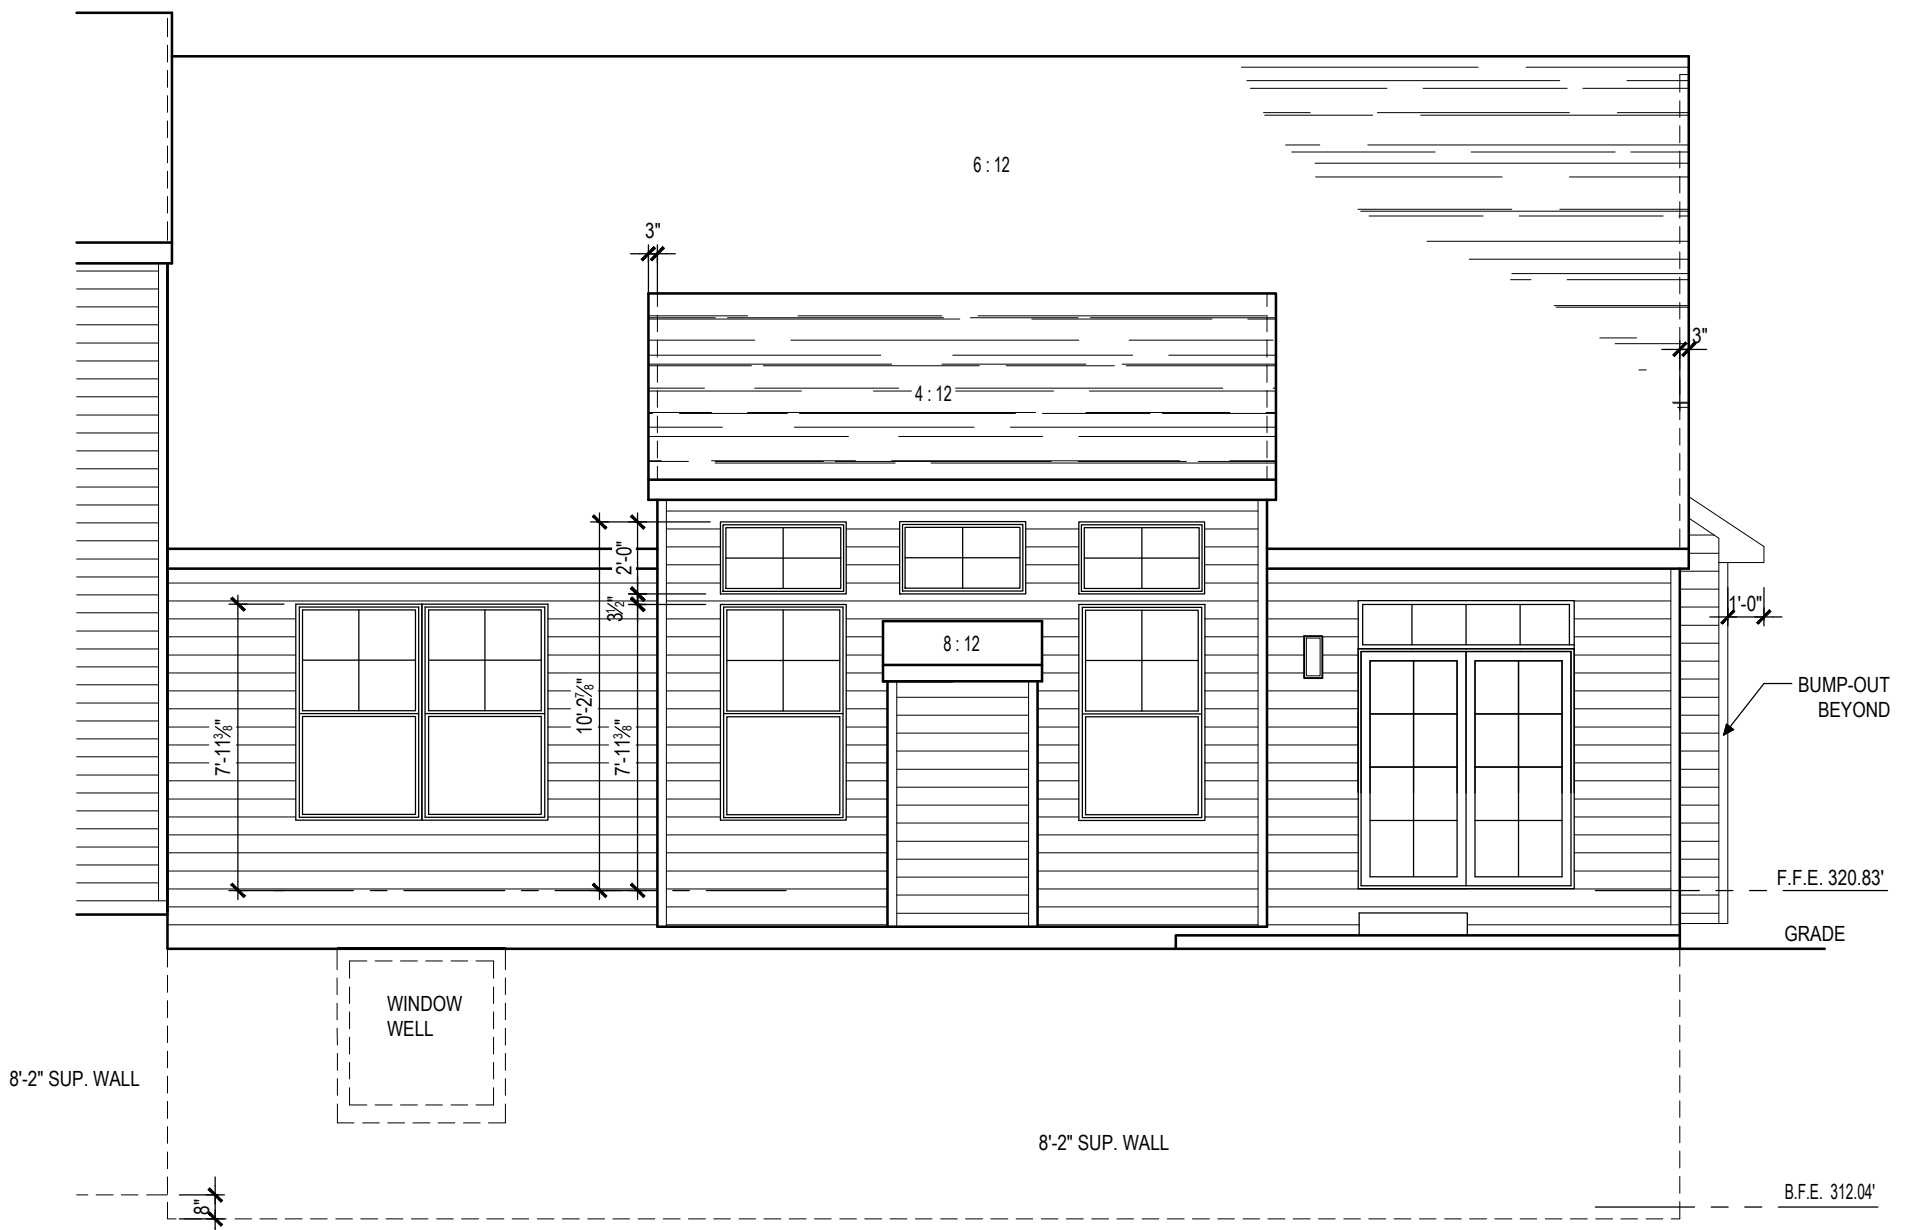 6 : 12
3"
3"
4 : 12
2'-0"
3½"
1'-0"
8 : 12
10'-2⅞"
7'-11⅜"
7'-11⅜"
BUMP-OUT
BEYOND
F.F.E. 320.83'
GRADE
WINDOW
WELL
8'-2" SUP. WALL
8'-2" SUP. WALL
8"
B.F.E. 312.04'